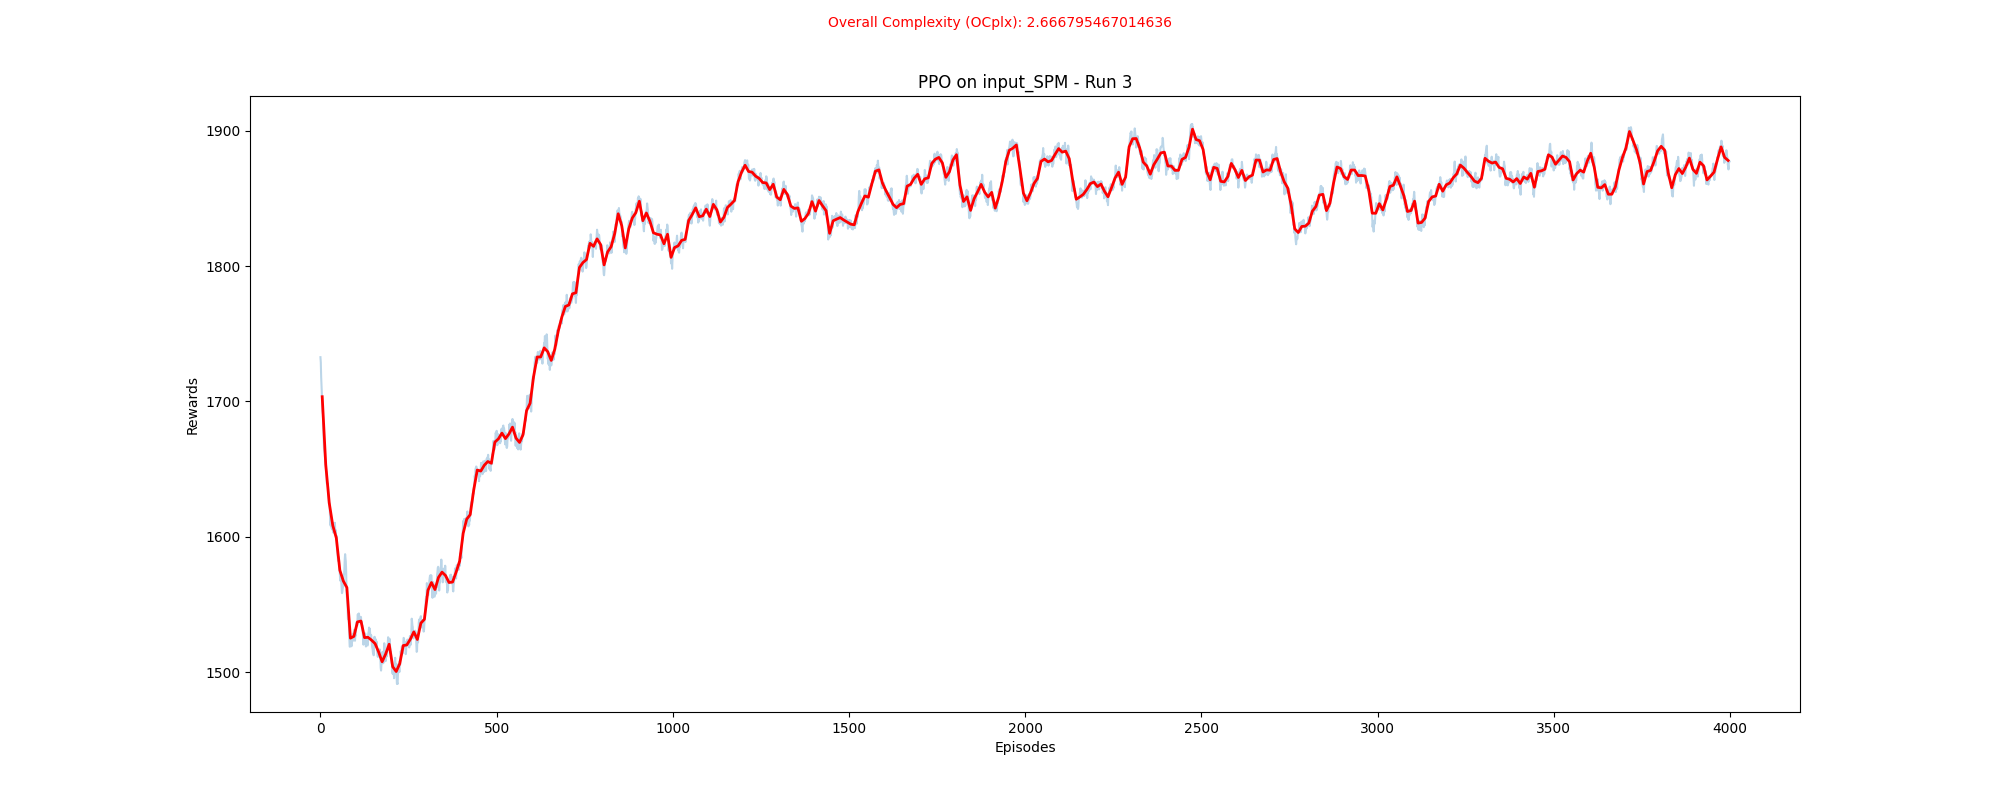 Overall Complexity (OCplx): 2.666795467014636
PPO on input_SPM - Run 3
1900
1800
1700
1600
1500
Rewards
0 500 1000 1500 2000 2500 3000 3500 4000
Episodes